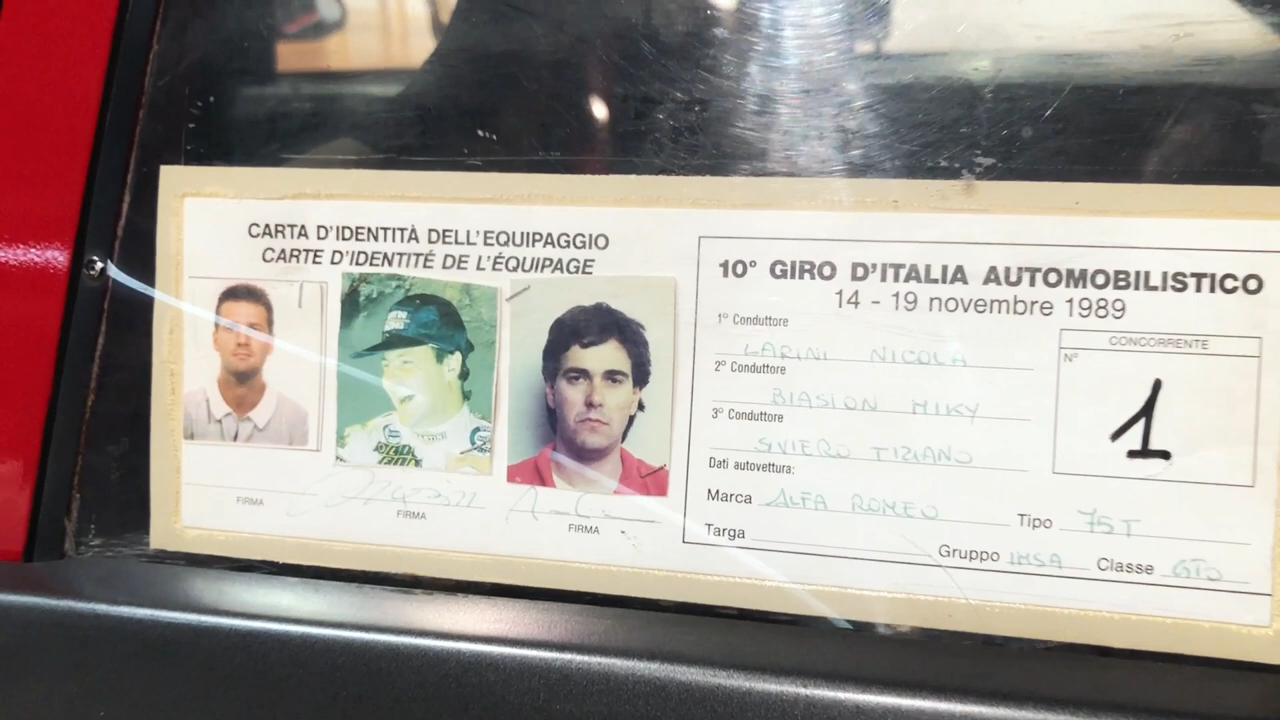 CARTA D'IDENTITÀ DELL'EQUIPAGGIO
CARTE D'IDENTITÉ DE L'ÉQUIPAGE
MARTINI
FIRMA
FIRMA
FIRMA
10° GIRO D'ITALIA AUTOMOBILISTICO
14 - 19 novembre 1989
1° Conduttore
LARINI NICOLA
2° Conduttore
BIASION MIKY
3° Conduttore
SIVIERO TIZIANO
Dati autovettura:
Marca ALFA ROMEO Tipo 75T
Targa
Gruppo IMSA Classe GTO
CONCORRENTE
N°
1